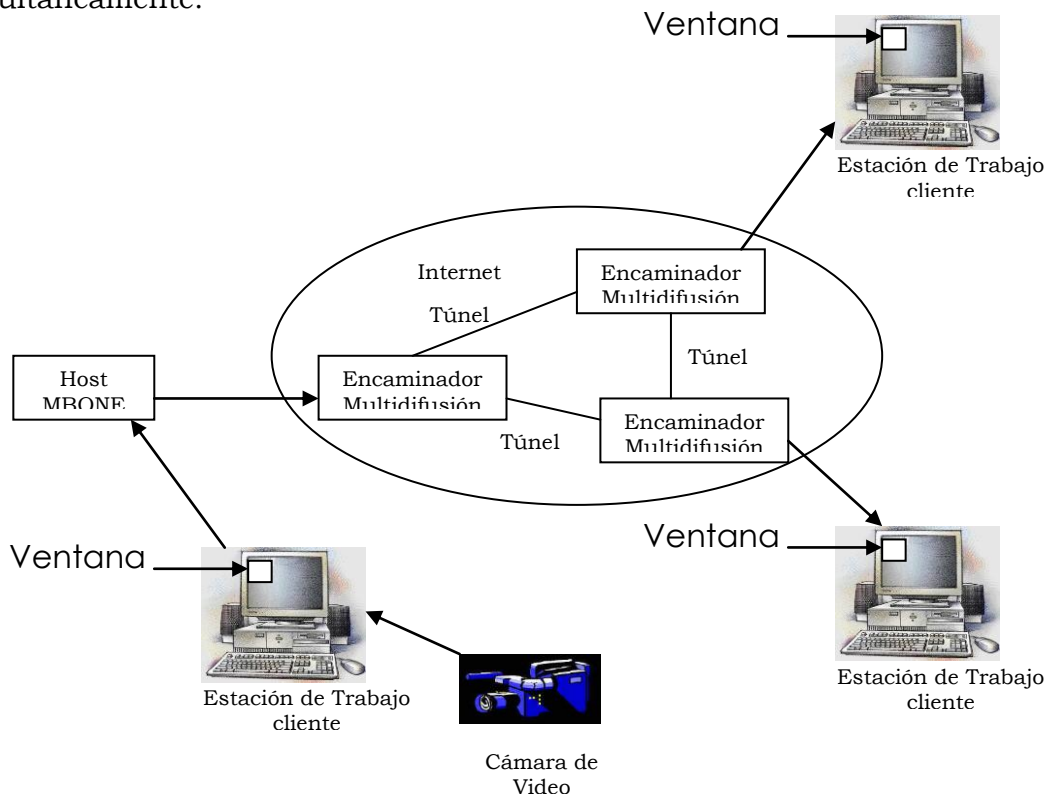 ultáneamente.
Ventana
Estación de Trabajo
cliente
Internet
Encaminador
Multidifusión
Túnel
Túnel
Host
MBONE
Encaminador
Multidifusión
Encaminador
Multidifusión
Túnel
Ventana
Ventana
Estación de Trabajo
cliente
Estación de Trabajo
cliente
Cámara de
Video